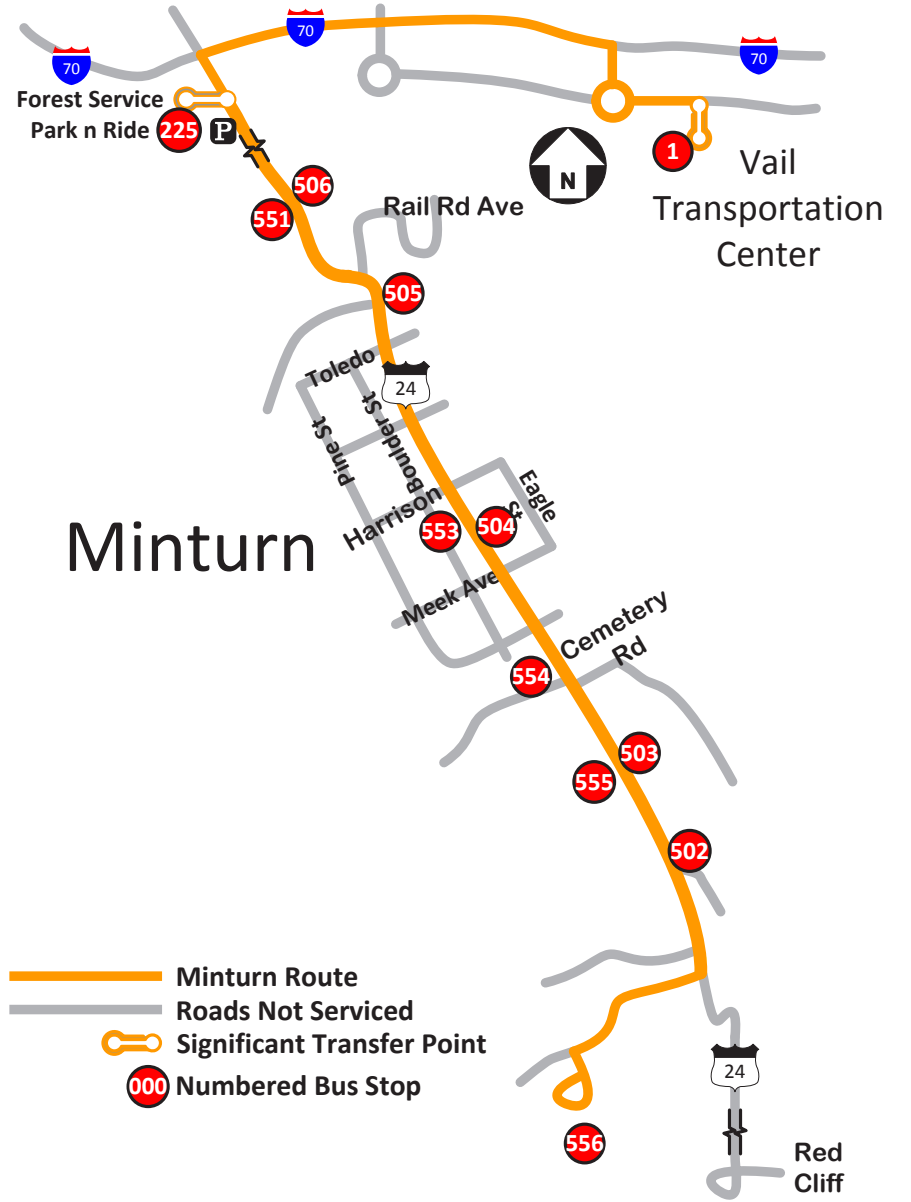 70
70
70
Forest Service
Park n Ride
225
P
1
Vail
Transportation
Center
N
506
551
Rail Rd Ave
505
Toledo
24
Pine St
Boulder St
Eagle
St
Harrison
Minturn
553
504
Meek Ave
Cemetery
Rd
554
503
555
502
Minturn Route
Roads Not Serviced
Significant Transfer Point
000 Numbered Bus Stop
24
556
Red
Cliff